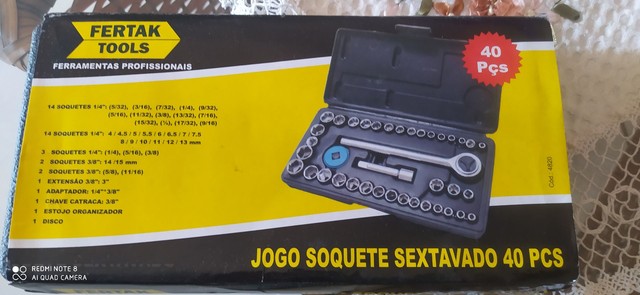 FERTAK
TOOLS
FERRAMENTAS PROFISSIONAIS
40
Pçs
14 SOQUETES 1/4": (5/32), (3/16), (7/32), (1/4), (9/32)
(5/16), (11/32), (3/8), (13/32), (7/16),
(15/32), (½), (17/32), (9/16)
14 SOQUETES 1/4": 4 / 4.5 / 5 / 5.5 / 6 / 6.5 / 7 / 7.5
8 / 9 / 10 / 11 / 12 / 13 mm
3 SOQUETES 1/4": (1/4), (5/16), (3/8)
2 SOQUETES 3/8": 14 /15 mm
2 SOQUETES 3/8": (5/8), (11/16)
1 EXTENSÃO 3/8": 3"
1 ADAPTADOR: 1/4"*3/8"
1 CHAVE CATRACA: 3/8"
1 ESTOJO ORGANIZADOR
1 DISCO
Cód.: 4820
JOGO SOQUETE SEXTAVADO 40 PCS
REDMI NOTE 8
AI QUAD CAMERA